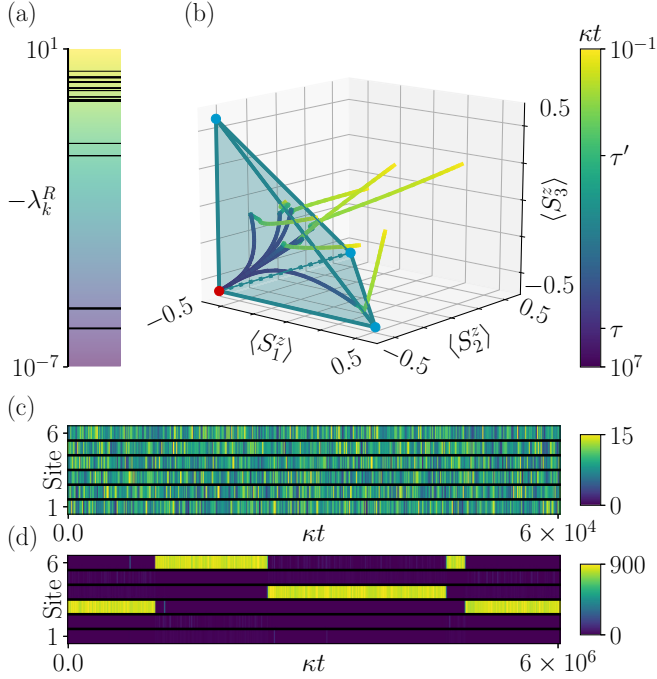 (a)
10^1
−λ_k^R
10^−7
(b)
⟨S_3^z⟩
0.5
−0.5
−0.5
⟨S_1^z⟩
0.5
−0.5
⟨S_2^z⟩
0.5
κt
10^−1
τ′
τ
10^7
(c)
Site
6
1
0.0
κt
6 × 10^4
15
0
(d)
Site
6
1
0.0
κt
6 × 10^6
900
0